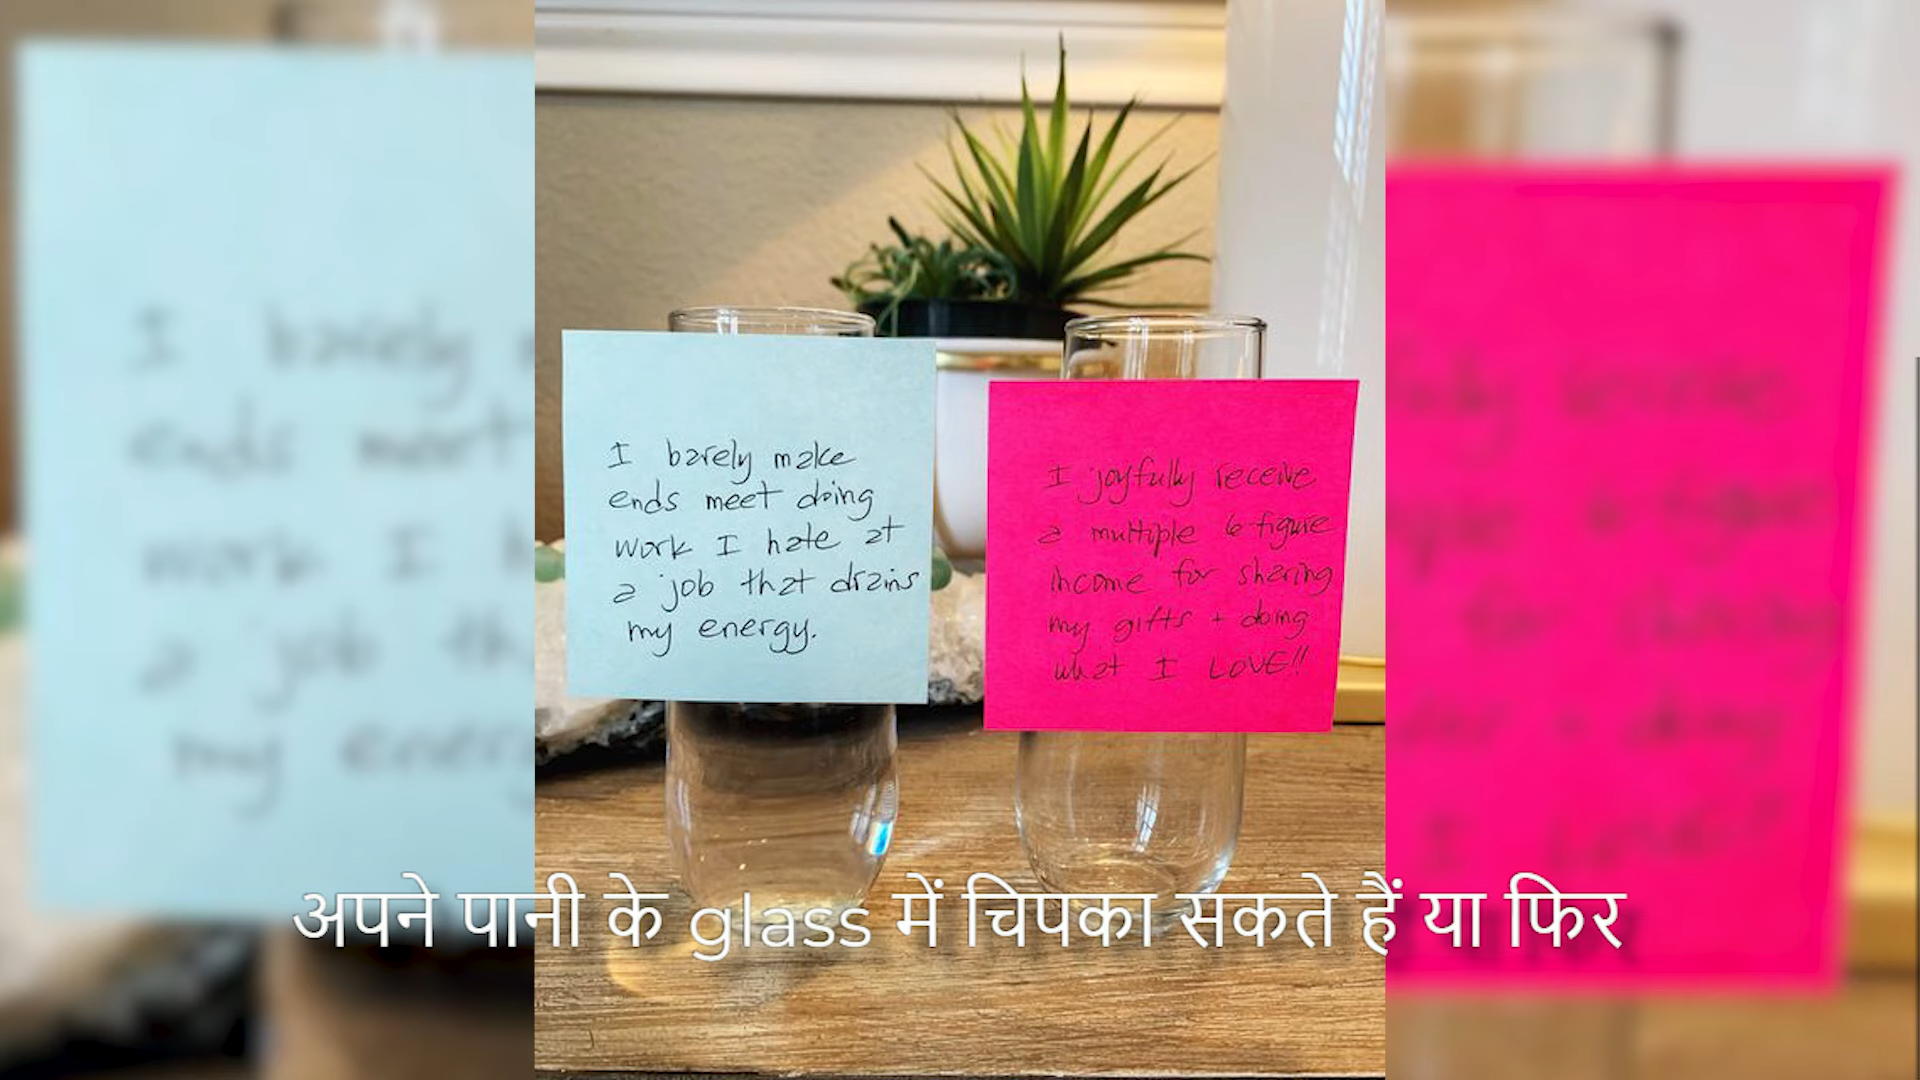 I barely make
ends meet doing
work I hate at
a job that drains
my energy.
I joyfully receive
a multiple 6 figure
income for sharing
my gifts + doing
what I LOVE!!
अपने पानी के glass में चिपका सकते हैं या फिर